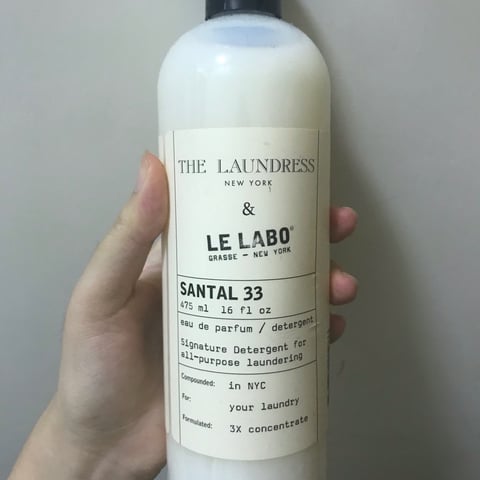 THE LAUNDRESS
NEW YORK
&
LE LABO®
GRASSE — NEW YORK
SANTAL 33
475 ml 16 fl oz
eau de parfum / detergent
Signature Detergent for
all-purpose laundering
Compounded: in NYC
For: your laundry
Formulated: 3X concentrate